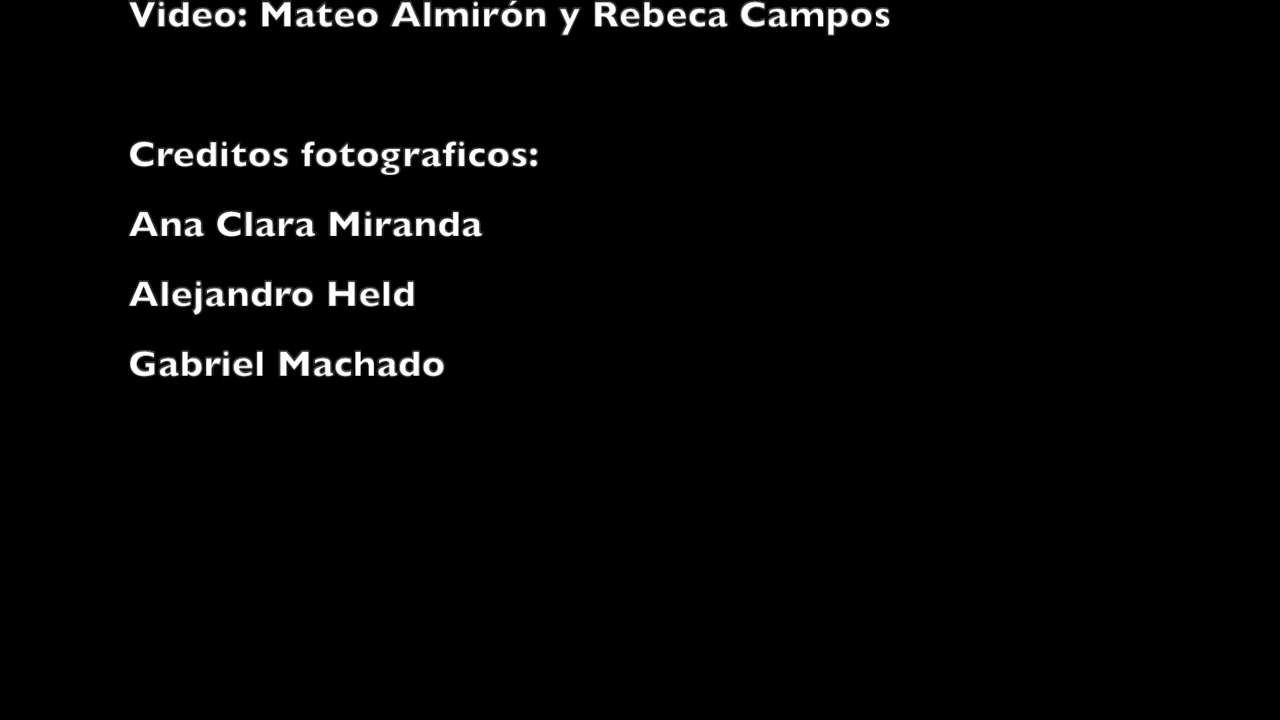 Video: Mateo Almirón y Rebeca Campos
Creditos fotograficos:
Ana Clara Miranda
Alejandro Held
Gabriel Machado